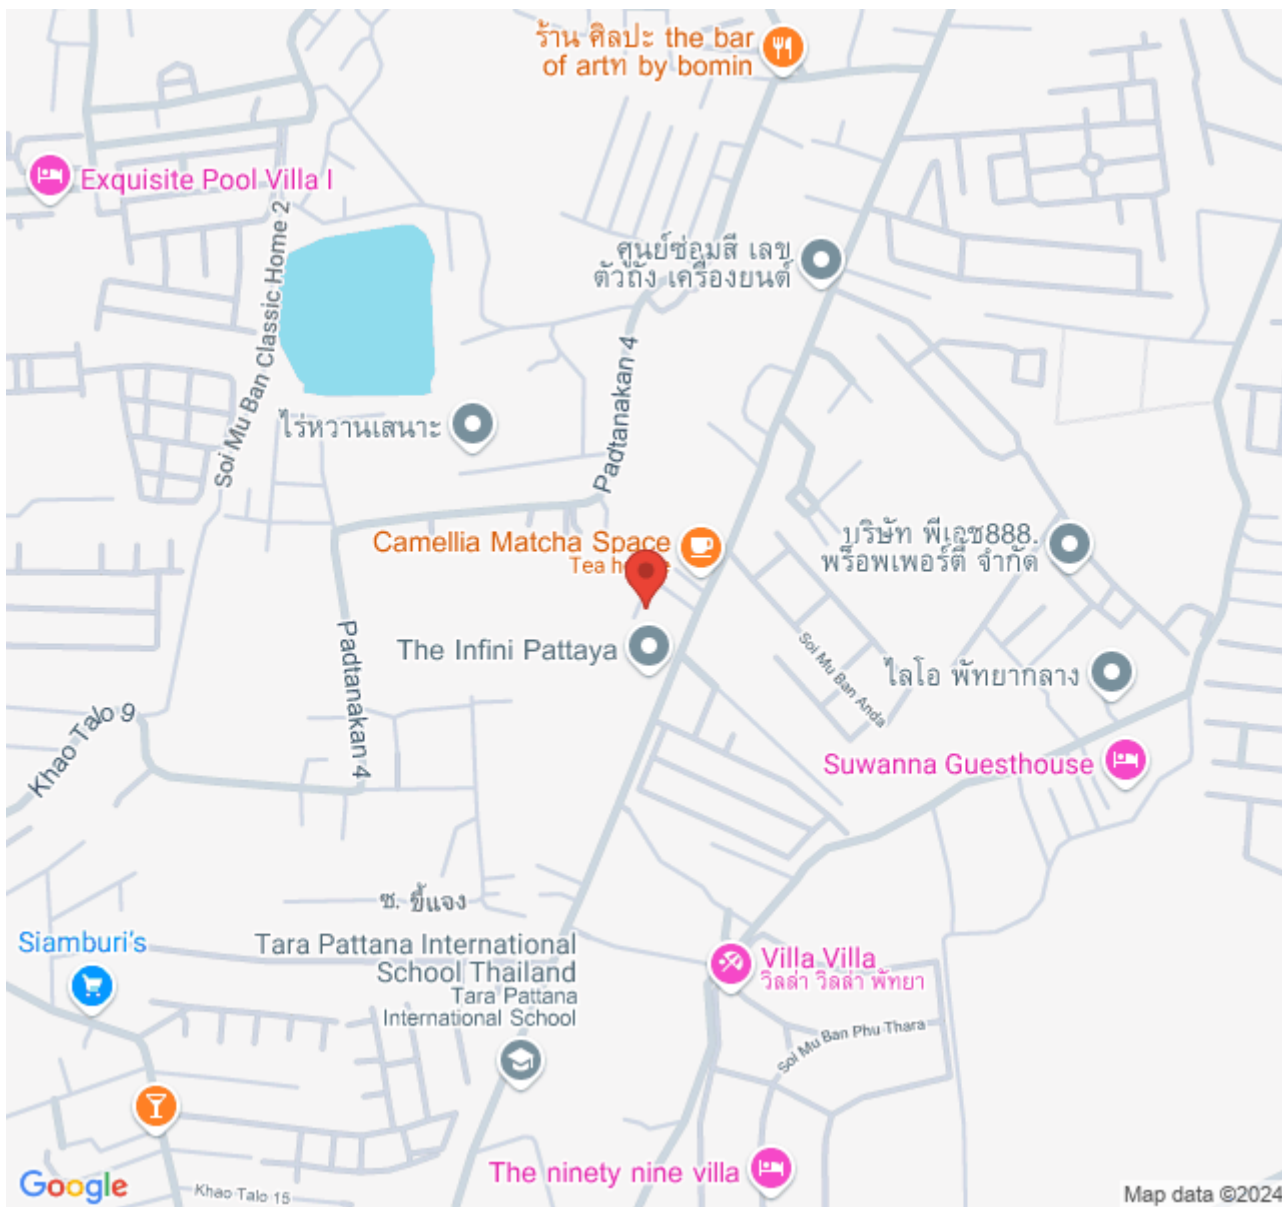 ร้าน ศิลปะ the bar
of artท by bomin
Exquisite Pool Villa I
Soi Mu Ban Classic Home 2
ศูนย์ซ่อมสี เลข
ตัวถัง เครื่องยนต์
Padtanakan 4
ไร่หวานเสนาะ
Camellia Matcha Space
บริษัท พีเอช888.
พร็อพเพอร์ตี้ จำกัด
Padtanakan 4
The Infini Pattaya
Soi Mu Ban Anda
ไลโอ พัทยากลาง
Khao Talo 9
Suwanna Guesthouse
ซ. ขี้แจง
Siamburi's
Tara Pattana International
School Thailand
Tara Pattana
International School
Villa Villa
วิลล่า วิลล่า พัทยา
Soi Mu Ban Phu Thara
The ninety nine villa
Google
Khao Talo 15
Map data ©2024